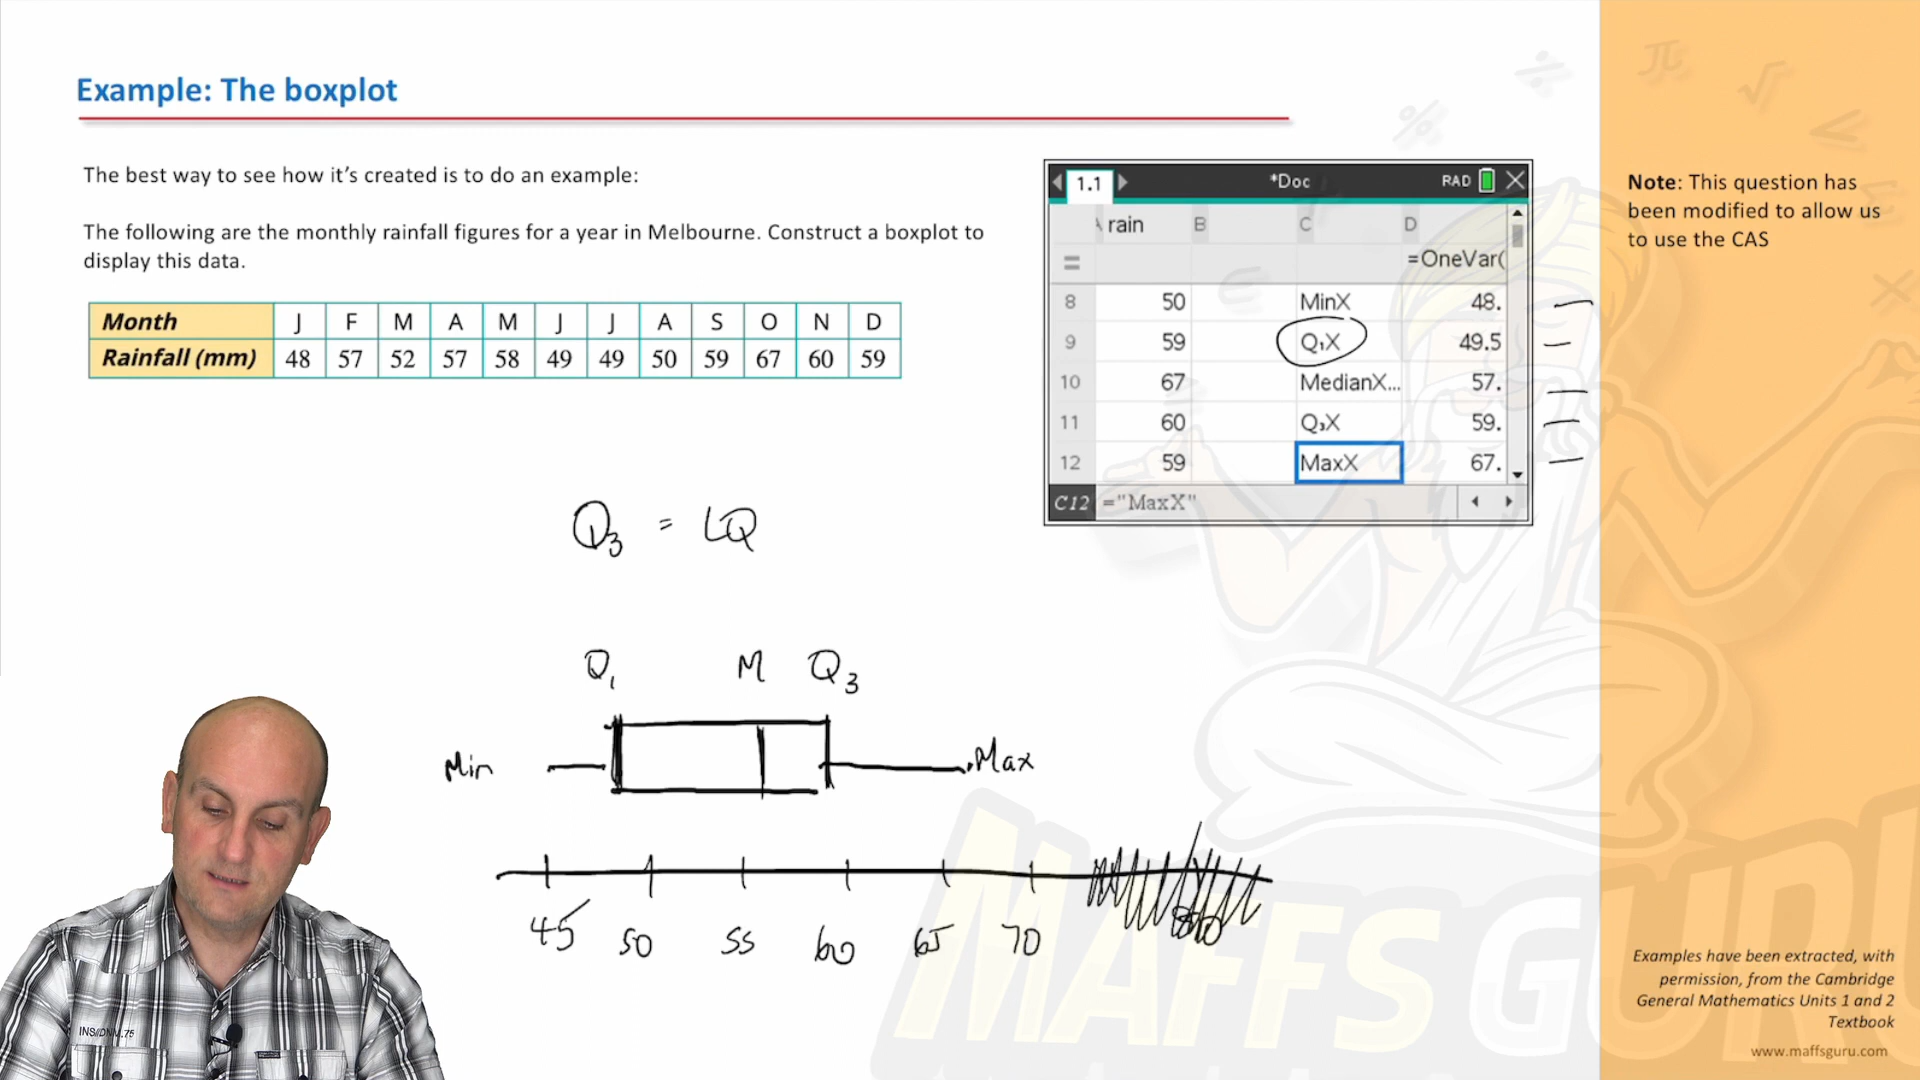 Example: The boxplot
The best way to see how it's created is to do an example:
The following are the monthly rainfall figures for a year in Melbourne. Construct a boxplot to
display this data.
Month J F M A M J J A S O N D
Rainfall (mm) 48 57 52 57 58 49 49 50 59 67 60 59
1.1 *Doc RAD
A rain B C D
= =OneVar(
8 50 MinX 48.
9 59 Q₁X 49.5
10 67 MedianX... 57.
11 60 Q₃X 59.
12 59 MaxX 67.
C12 ="MaxX"
Note: This question has
been modified to allow us
to use the CAS
Q₃ = LQ
Q₁ M Q₃
Min Max
45 50 55 60 65 70
INS/DNM.75
MAFFS GURU
Examples have been extracted, with
permission, from the Cambridge
General Mathematics Units 1 and 2
Textbook
www.maffsguru.com